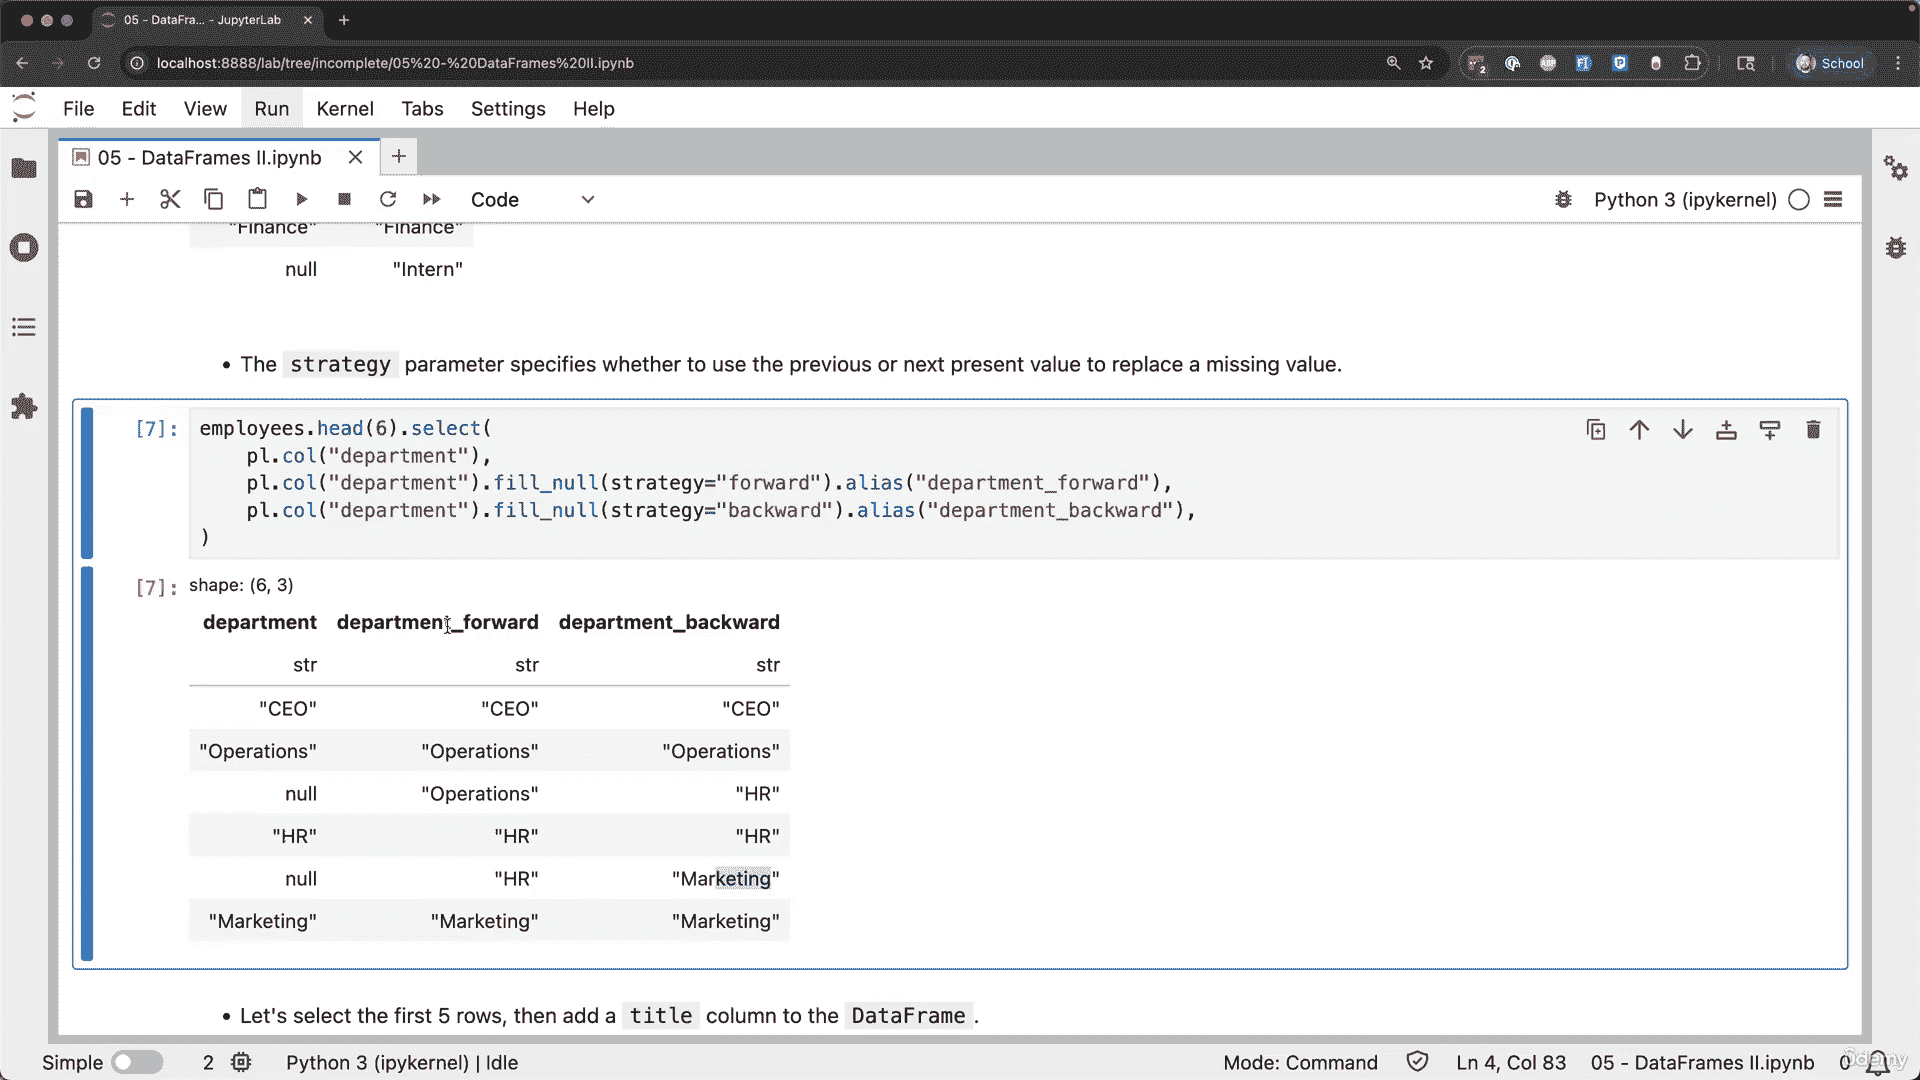 05 - DataFra... - JupyterLab
localhost:8888/lab/tree/incomplete/05%20-%20DataFrames%20II.ipynb
2
School
File Edit View Run Kernel Tabs Settings Help
05 - DataFrames II.ipynb
Code
Python 3 (ipykernel)
"Finance" "Finance"
null "Intern"
• The strategy parameter specifies whether to use the previous or next present value to replace a missing value.
[7]: employees.head(6).select(
pl.col("department"),
pl.col("department").fill_null(strategy="forward").alias("department_forward"),
pl.col("department").fill_null(strategy="backward").alias("department_backward"),
)
[7]: shape: (6, 3)
department department_forward department_backward
str str str
"CEO" "CEO" "CEO"
"Operations" "Operations" "Operations"
null "Operations" "HR"
"HR" "HR" "HR"
null "HR" "Marketing"
"Marketing" "Marketing" "Marketing"
• Let's select the first 5 rows, then add a title column to the DataFrame.
Simple 2 Python 3 (ipykernel) | Idle Mode: Command Ln 4, Col 83 05 - DataFrames II.ipynb 0
udemy